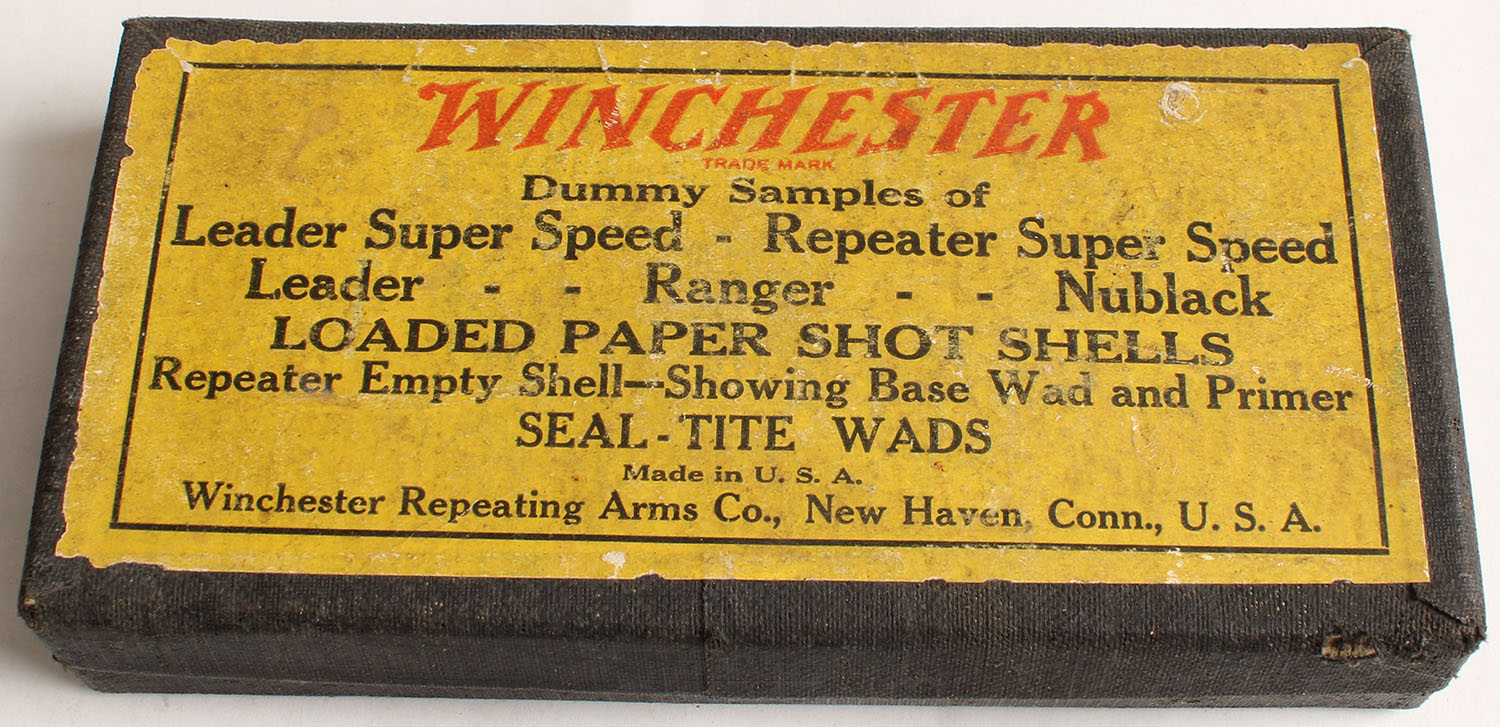 WINCHESTER
TRADE MARK
Dummy Samples of
Leader Super Speed - Repeater Super Speed
Leader - - Ranger - - Nublack
LOADED PAPER SHOT SHELLS
Repeater Empty Shell—Showing Base Wad and Primer
SEAL-TITE WADS
Made in U. S. A.
Winchester Repeating Arms Co., New Haven, Conn., U. S. A.